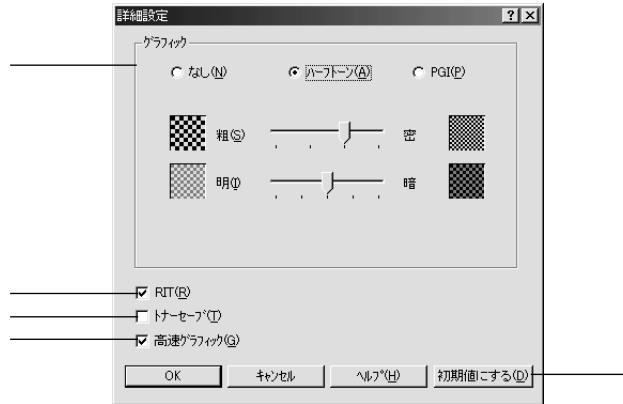 詳細設定
グラフィック
なし(N) ハーフトーン(A) PGI(P)
粗(S) 密
明(I) 暗
RIT(R)
トナーセーブ(T)
高速グラフィック(G)
OK キャンセル ヘルプ(H) 初期値にする(D)